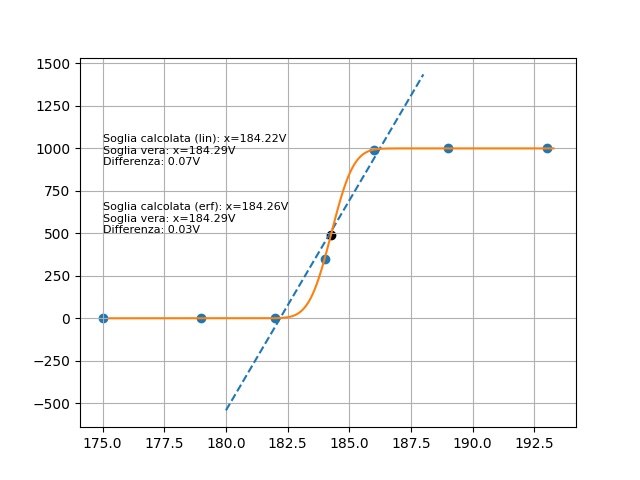 1500
1250
1000
750
500
250
0
−250
−500
Soglia calcolata (lin): x=184.22V
Soglia vera: x=184.29V
Differenza: 0.07V
Soglia calcolata (erf): x=184.26V
Soglia vera: x=184.29V
Differenza: 0.03V
175.0 177.5 180.0 182.5 185.0 187.5 190.0 192.5